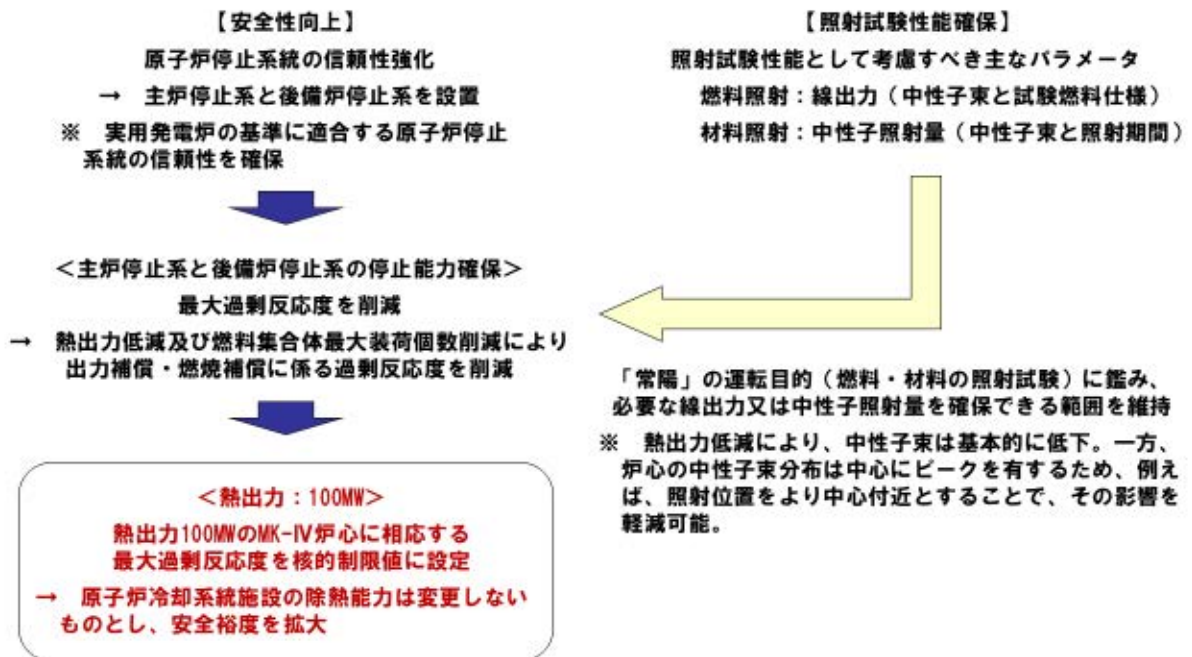 【安全性向上】
原子炉停止系統の信頼性強化
→ 主炉停止系と後備炉停止系を設置
※ 実用発電炉の基準に適合する原子炉停止
系統の信頼性を確保
＜主炉停止系と後備炉停止系の停止能力確保＞
最大過剰反応度を削減
→ 熱出力低減及び燃料集合体最大装荷個数削減により
出力補償・燃焼補償に係る過剰反応度を削減
＜熱出力：100MW＞
熱出力100MWのMK-Ⅳ炉心に相応する
最大過剰反応度を核的制限値に設定
→ 原子炉冷却系統施設の除熱能力は変更しない
ものとし、安全裕度を拡大
【照射試験性能確保】
照射試験性能として考慮すべき主なパラメータ
燃料照射：線出力（中性子束と試験燃料仕様）
材料照射：中性子照射量（中性子束と照射期間）
「常陽」の運転目的（燃料・材料の照射試験）に鑑み、
必要な線出力又は中性子照射量を確保できる範囲を維持
※ 熱出力低減により、中性子束は基本的に低下。一方、
炉心の中性子束分布は中心にピークを有するため、例え
ば、照射位置をより中心付近とすることで、その影響を
軽減可能。